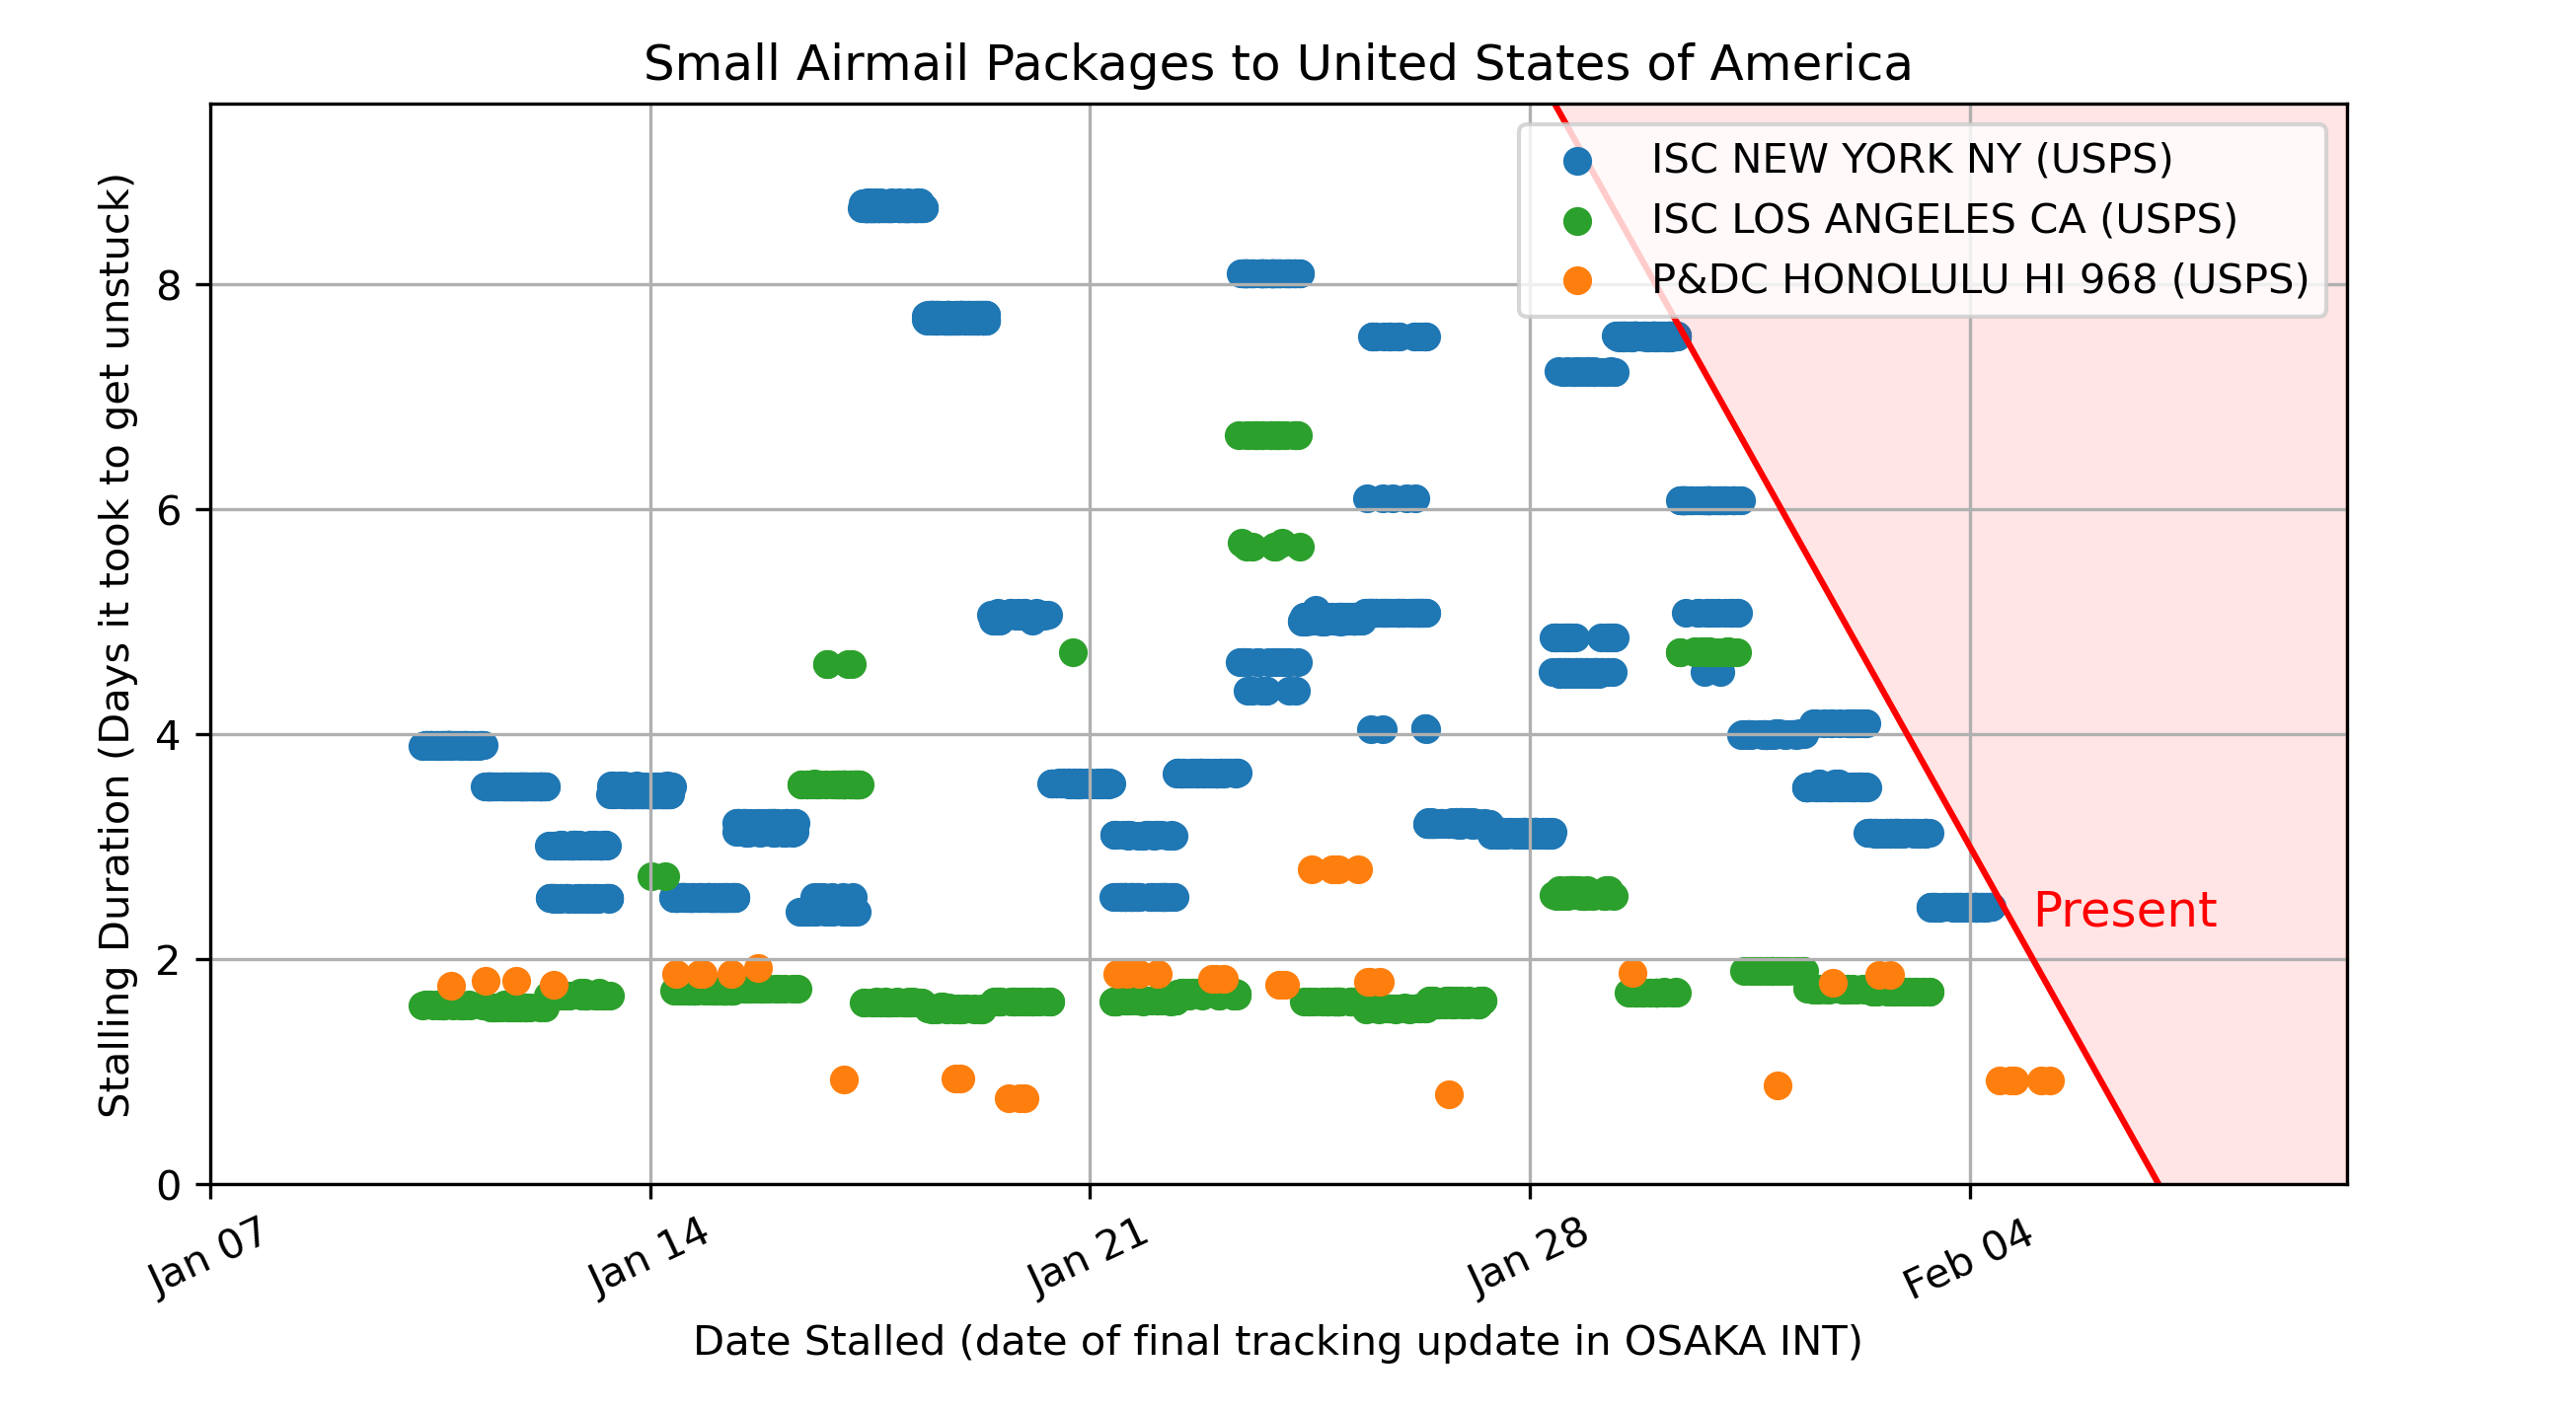 Small Airmail Packages to United States of America
Stalling Duration (Days it took to get unstuck)
8
6
4
2
0
ISC NEW YORK NY (USPS)
ISC LOS ANGELES CA (USPS)
P&DC HONOLULU HI 968 (USPS)
Present
Jan 07
Jan 14
Jan 21
Jan 28
Feb 04
Date Stalled (date of final tracking update in OSAKA INT)